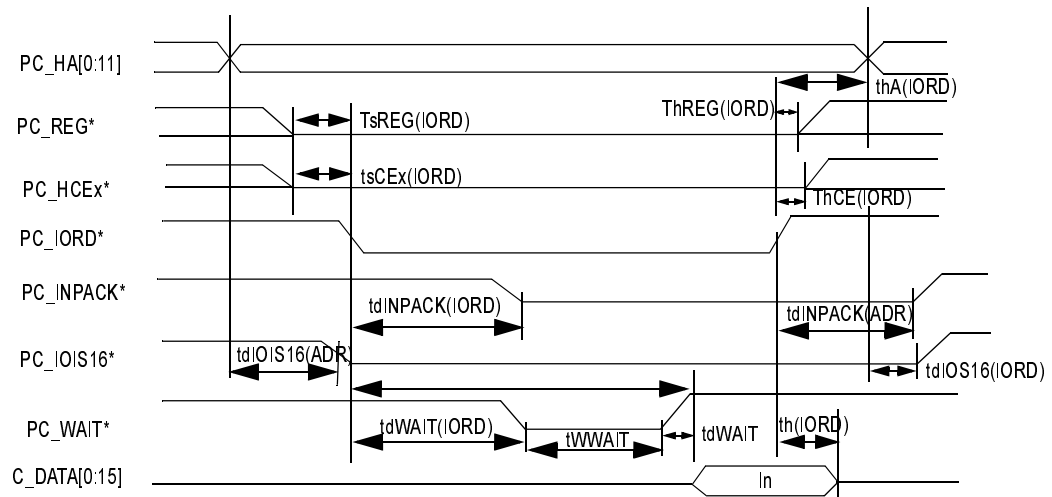 PC_HA[0:11]
thA(IORD)
PC_REG*
TsREG(IORD)
ThREG(IORD)
PC_HCEx*
tsCEx(IORD)
ThCE(IORD)
PC_IORD*
PC_INPACK*
tdINPACK(IORD)
tdINPACK(ADR)
PC_IOIS16*
tdIOIS16(ADR)
tdIOS16(IORD)
PC_WAIT*
tdWAIT(IORD)
tWWAIT
tdWAIT
th(IORD)
C_DATA[0:15]
In